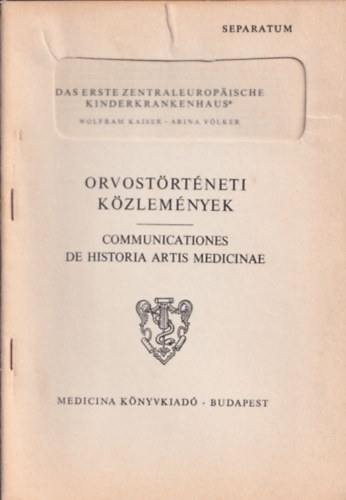 SEPARATUM
DAS ERSTE ZENTRALEUROPÄISCHE
KINDERKRANKENHAUS*
WOLFRAM KAISER – ARINA VÖLKER
ORVOSTÖRTÉNETI
KÖZLEMÉNYEK
COMMUNICATIONES
DE HISTORIA ARTIS MEDICINAE
MEDICINA KÖNYVKIADÓ - BUDAPEST